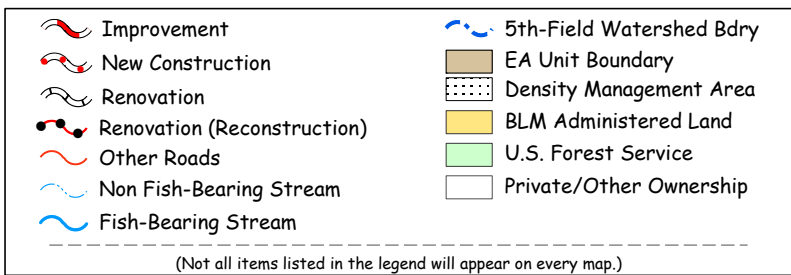 Improvement
New Construction
Renovation
Renovation (Reconstruction)
Other Roads
Non Fish-Bearing Stream
Fish-Bearing Stream
5th-Field Watershed Bdry
EA Unit Boundary
Density Management Area
BLM Administered Land
U.S. Forest Service
Private/Other Ownership
(Not all items listed in the legend will appear on every map.)